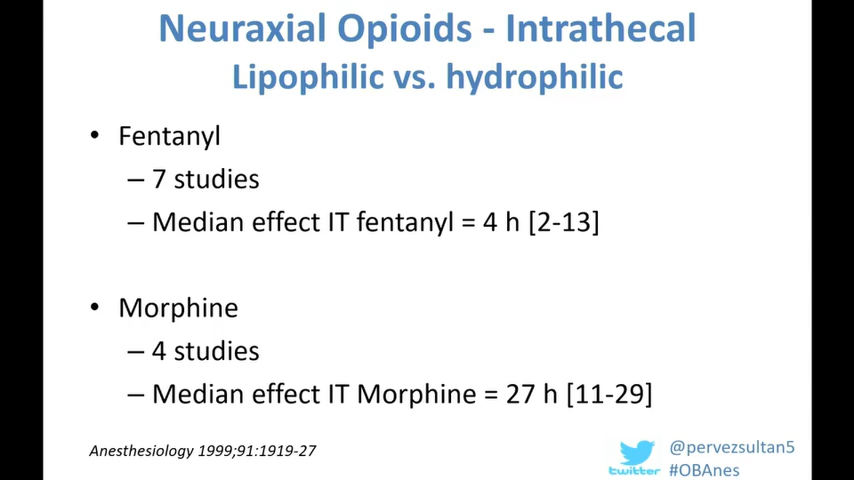 Neuraxial Opioids - Intrathecal
Lipophilic vs. hydrophilic
• Fentanyl
– 7 studies
– Median effect IT fentanyl = 4 h [2-13]
• Morphine
– 4 studies
– Median effect IT Morphine = 27 h [11-29]
Anesthesiology 1999;91:1919-27
twitter
@pervezsultan5
#OBAnes